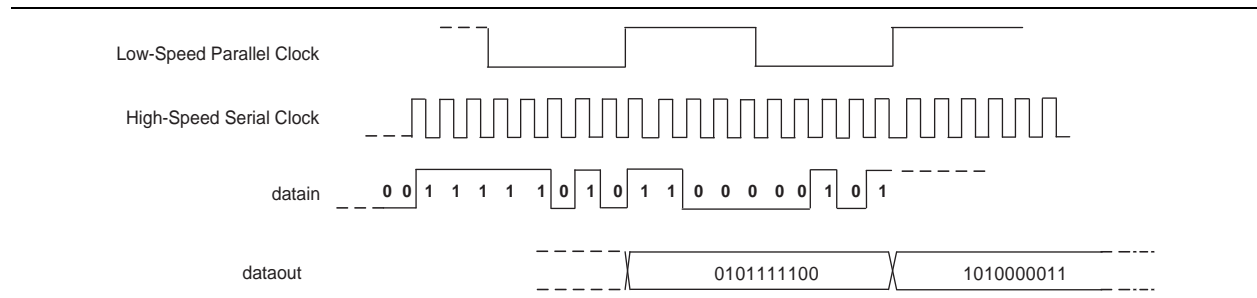 Low-Speed Parallel Clock
High-Speed Serial Clock
datain 0 0 1 1 1 1 1 0 1 0 1 1 0 0 0 0 0 1 0 1
dataout 0101111100 1010000011